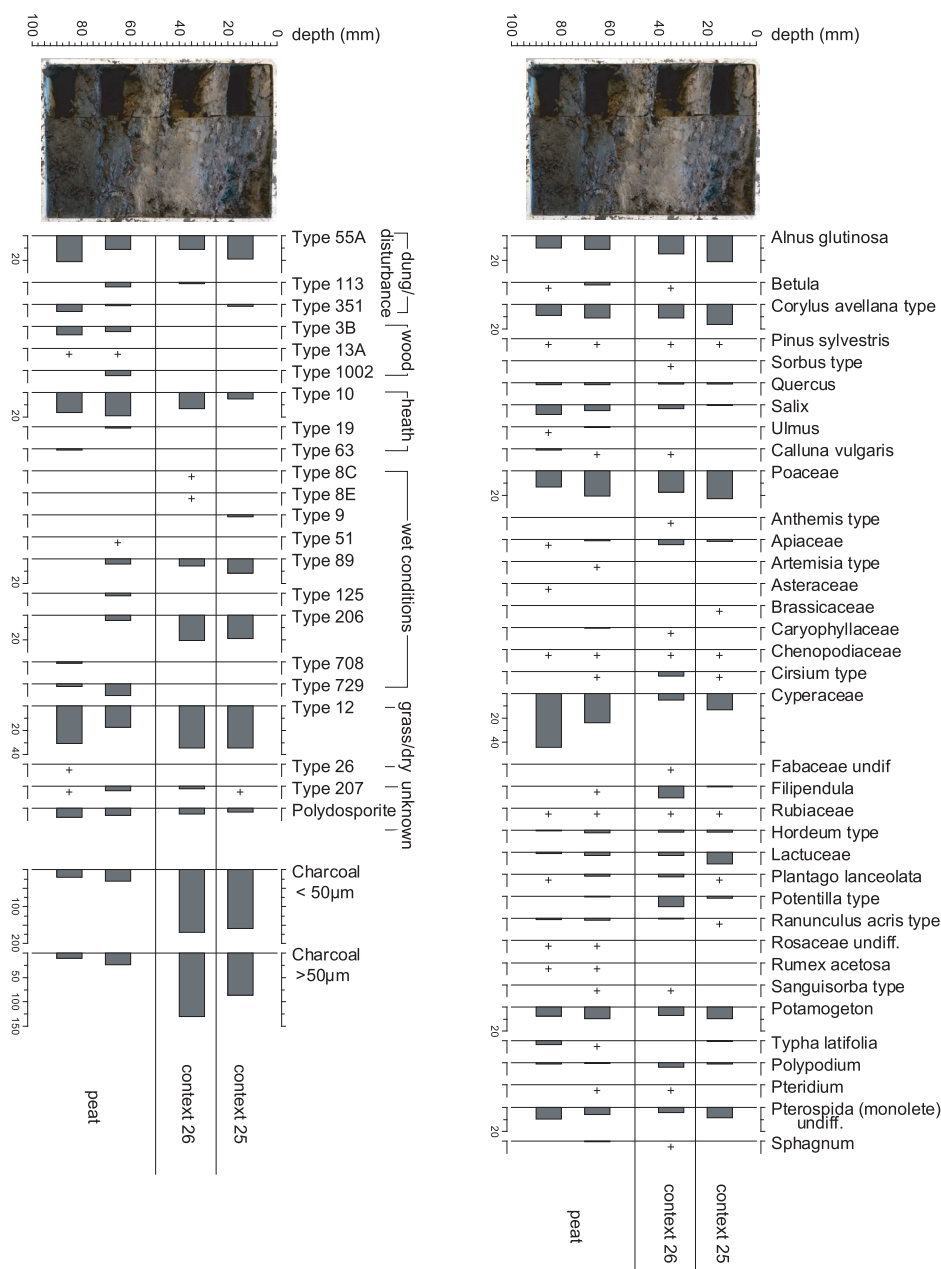 100
80
60
40
20
0
depth (mm)
20
Type 55A
Type 113
Type 351
Type 3B
Type 13A
Type 1002
20
Type 10
Type 19
Type 63
Type 8C
Type 8E
Type 9
Type 51
20
Type 89
Type 125
20
Type 206
Type 708
Type 729
20
40
Type 12
Type 26
Type 207
Polydosporite
dung/
disturbance
wood
heath
wet conditions
grass/dry
unknown
100
200
Charcoal
< 50µm
50
100
150
Charcoal
>50µm
peat
context 26
context 25
100
80
60
40
20
0
depth (mm)
20
Alnus glutinosa
Betula
20
Corylus avellana type
Pinus sylvestris
Sorbus type
Quercus
Salix
Ulmus
Calluna vulgaris
20
Poaceae
Anthemis type
Apiaceae
Artemisia type
Asteraceae
Brassicaceae
Caryophyllaceae
Chenopodiaceae
Cirsium type
20
40
Cyperaceae
Fabaceae undif
Filipendula
Rubiaceae
Hordeum type
Lactuceae
Plantago lanceolata
Potentilla type
Ranunculus acris type
Rosaceae undiff.
Rumex acetosa
Sanguisorba type
20
Potamogeton
Typha latifolia
Polypodium
Pteridium
20
Pterospida (monolete)
undiff.
Sphagnum
peat
context 26
context 25